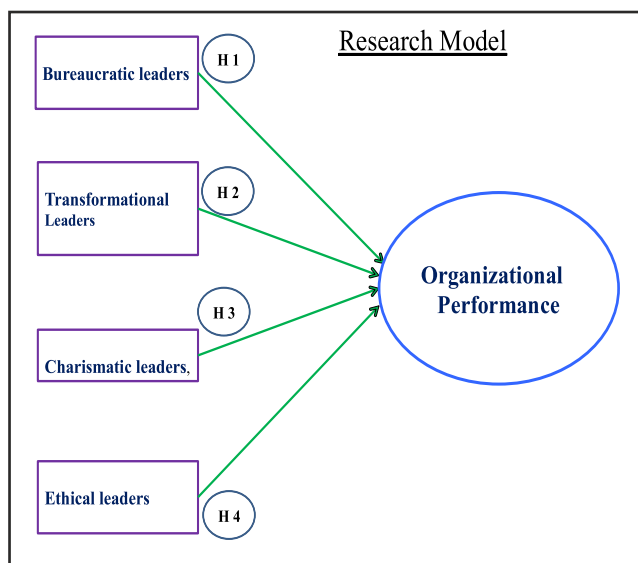 Research Model
H 1
Bureaucratic leaders
H 2
Transformational
Leaders
H 3
Charismatic leaders,
Ethical leaders
H 4
Organizational
Performance